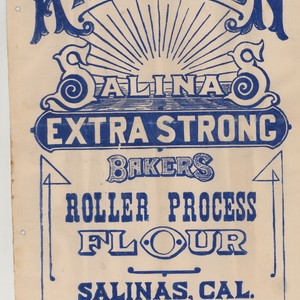 SALINAS
EXTRA STRONG
BAKERS
ROLLER PROCESS
FLOUR
SALINAS, CAL.